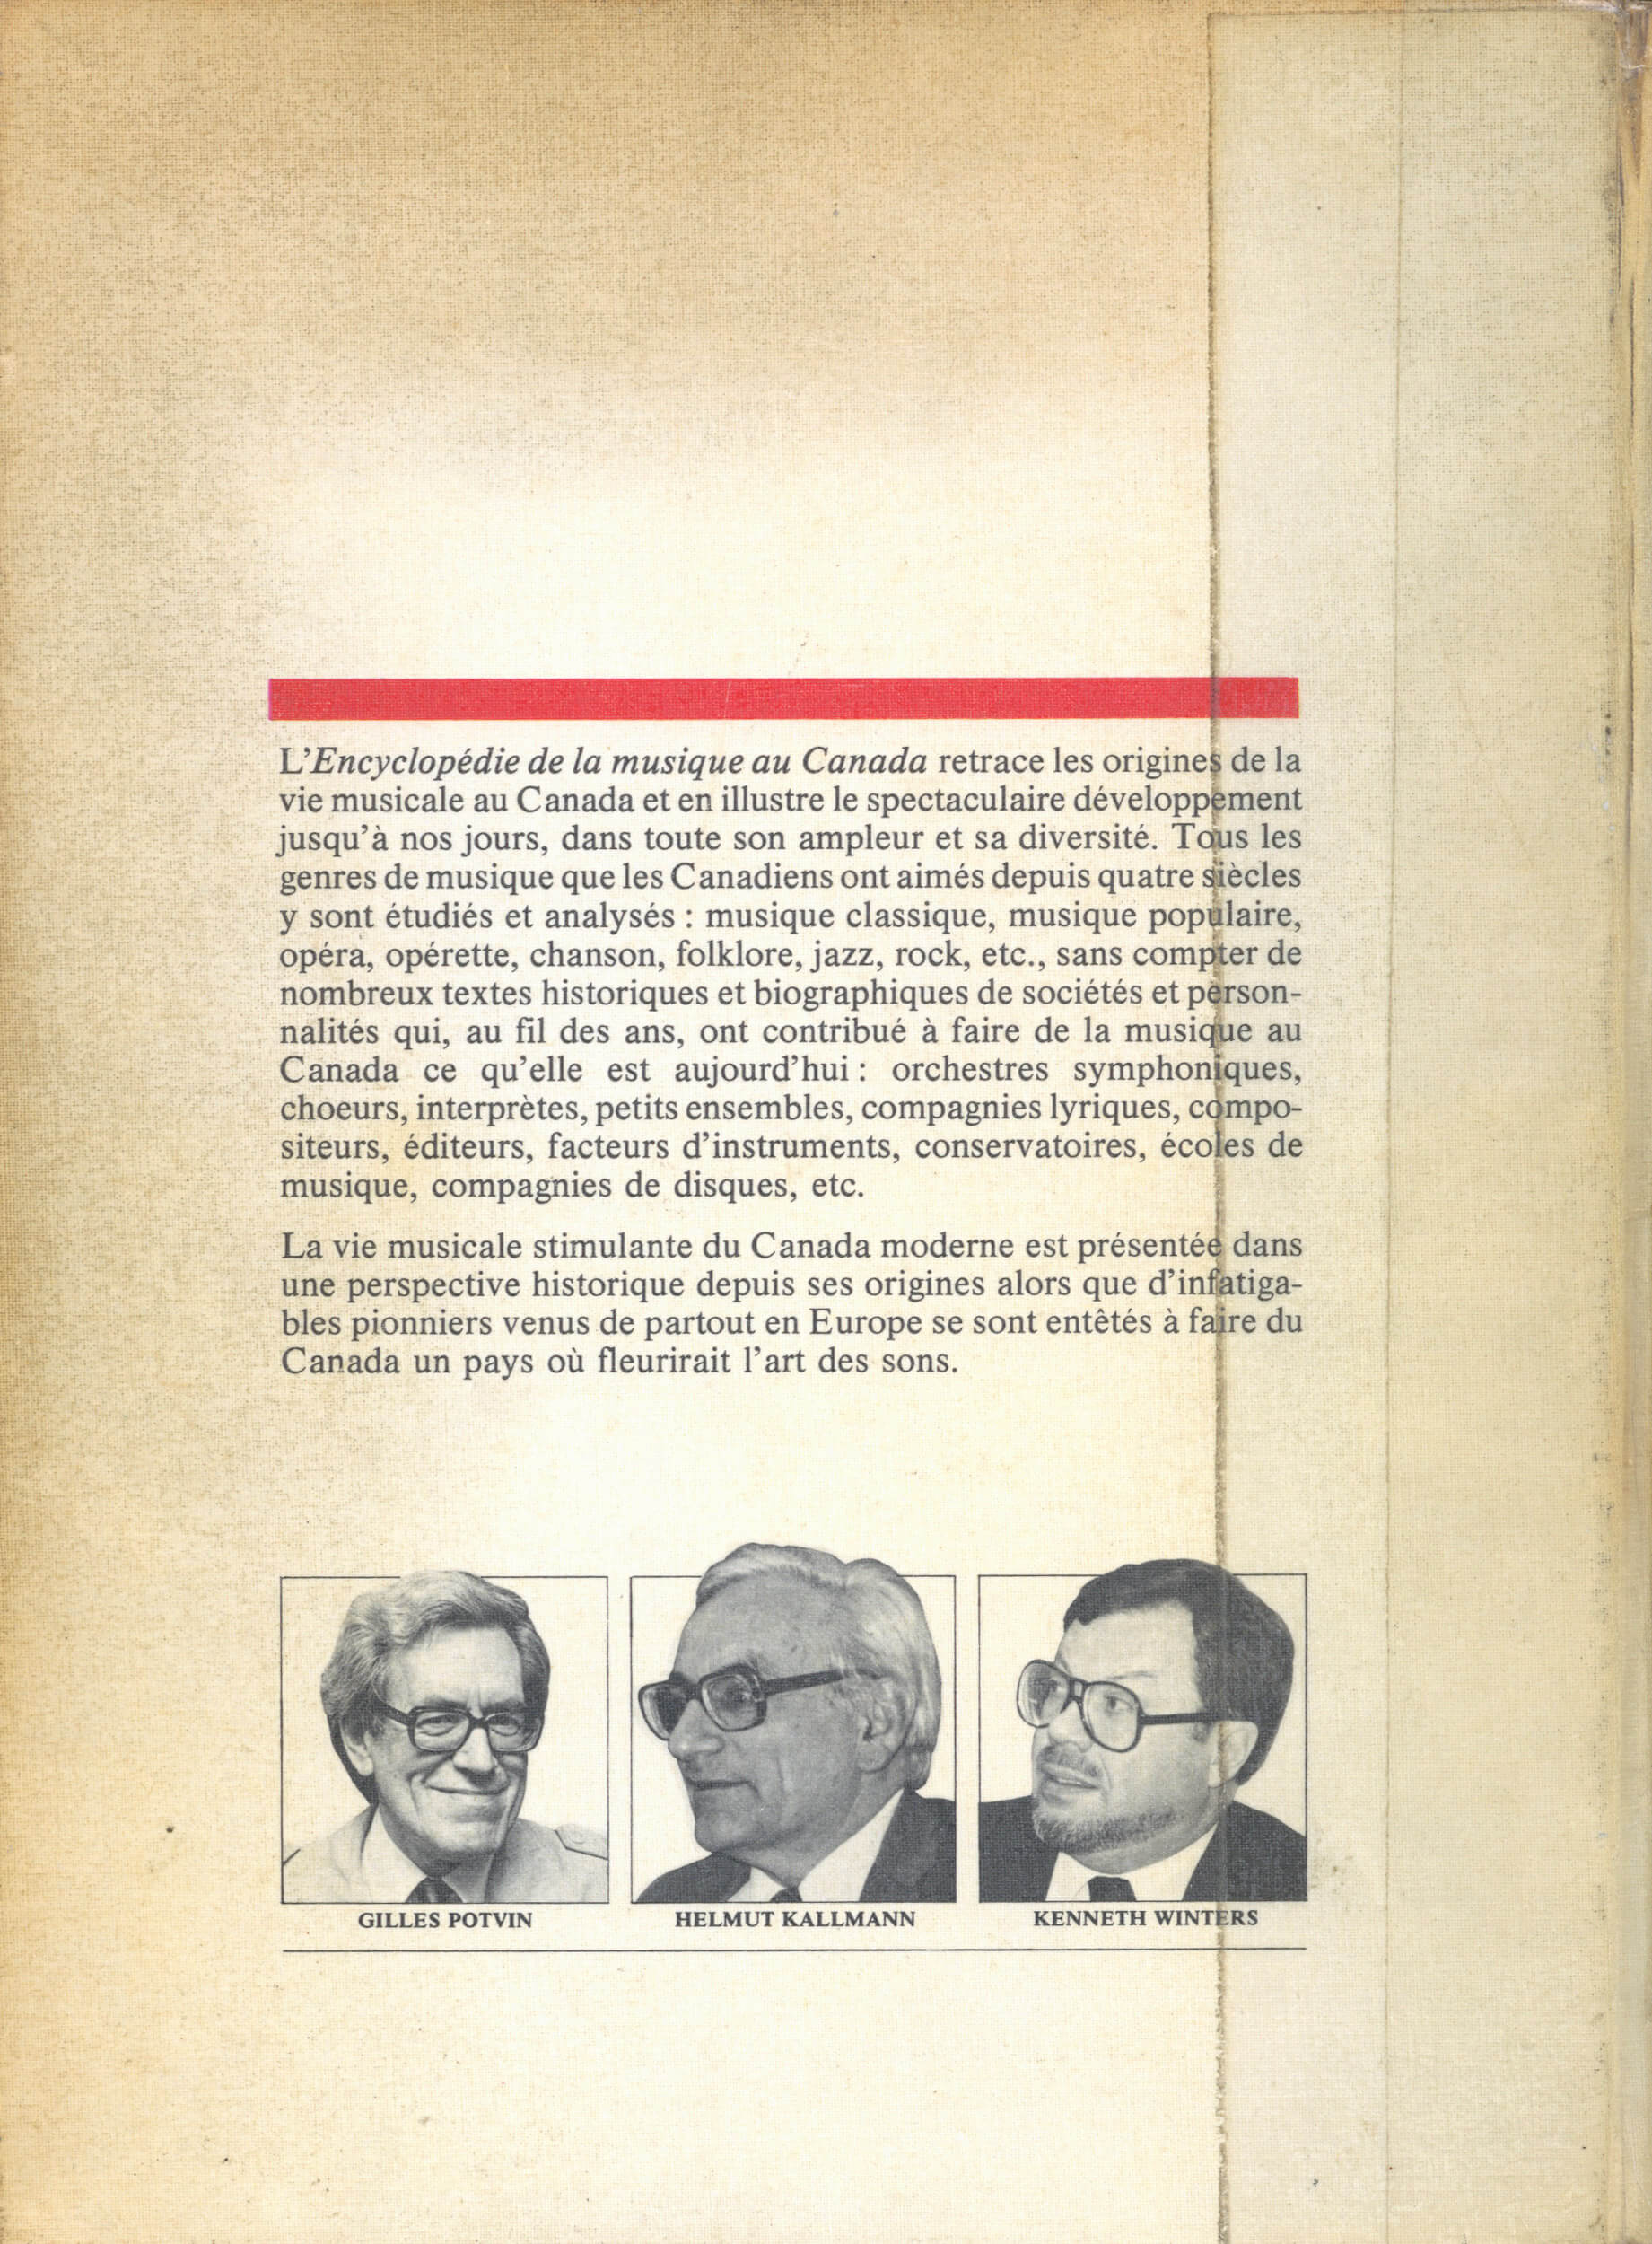 L'Encyclopédie de la musique au Canada retrace les origines de la
vie musicale au Canada et en illustre le spectaculaire développement
jusqu'à nos jours, dans toute son ampleur et sa diversité. Tous les
genres de musique que les Canadiens ont aimés depuis quatre siècles
y sont étudiés et analysés : musique classique, musique populaire,
opéra, opérette, chanson, folklore, jazz, rock, etc., sans compter de
nombreux textes historiques et biographiques de sociétés et person-
nalités qui, au fil des ans, ont contribué à faire de la musique au
Canada ce qu'elle est aujourd'hui : orchestres symphoniques,
choeurs, interprètes, petits ensembles, compagnies lyriques, compo-
siteurs, éditeurs, facteurs d'instruments, conservatoires, écoles de
musique, compagnies de disques, etc.
La vie musicale stimulante du Canada moderne est présentée dans
une perspective historique depuis ses origines alors que d'infatiga-
bles pionniers venus de partout en Europe se sont entêtés à faire du
Canada un pays où fleurirait l'art des sons.
GILLES POTVIN
HELMUT KALLMANN
KENNETH WINTERS